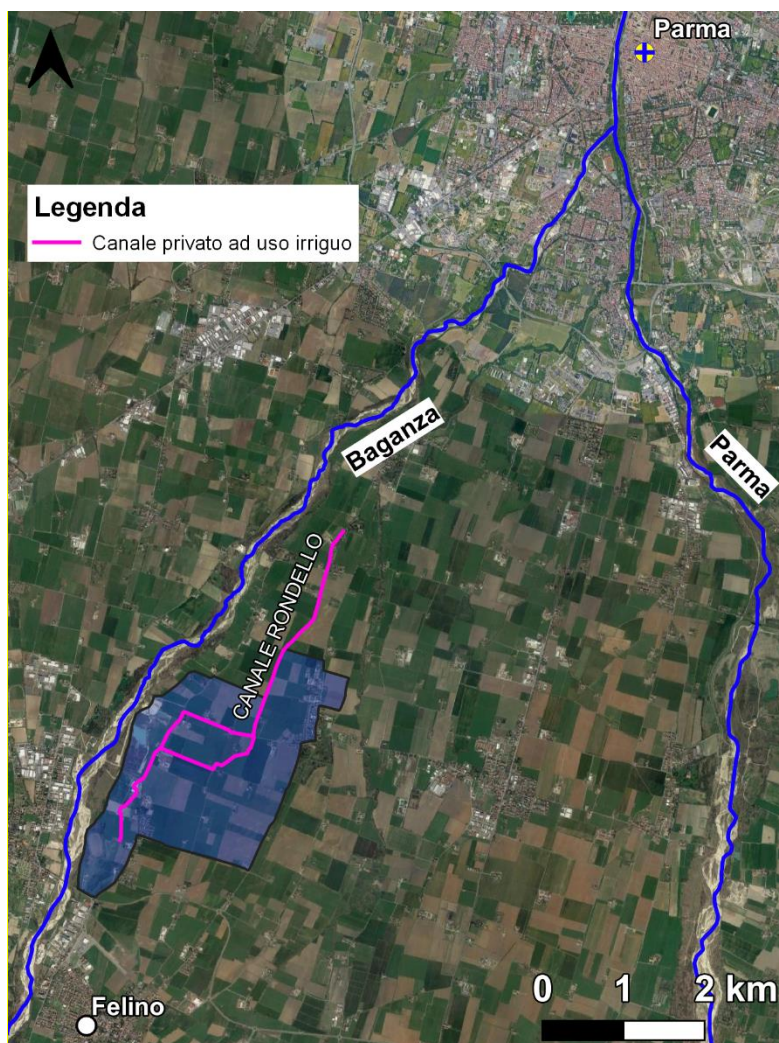 Parma
Legenda
Canale privato ad uso irriguo
Baganza
Parma
CANALE RONDELLO
Felino
0 1 2 km